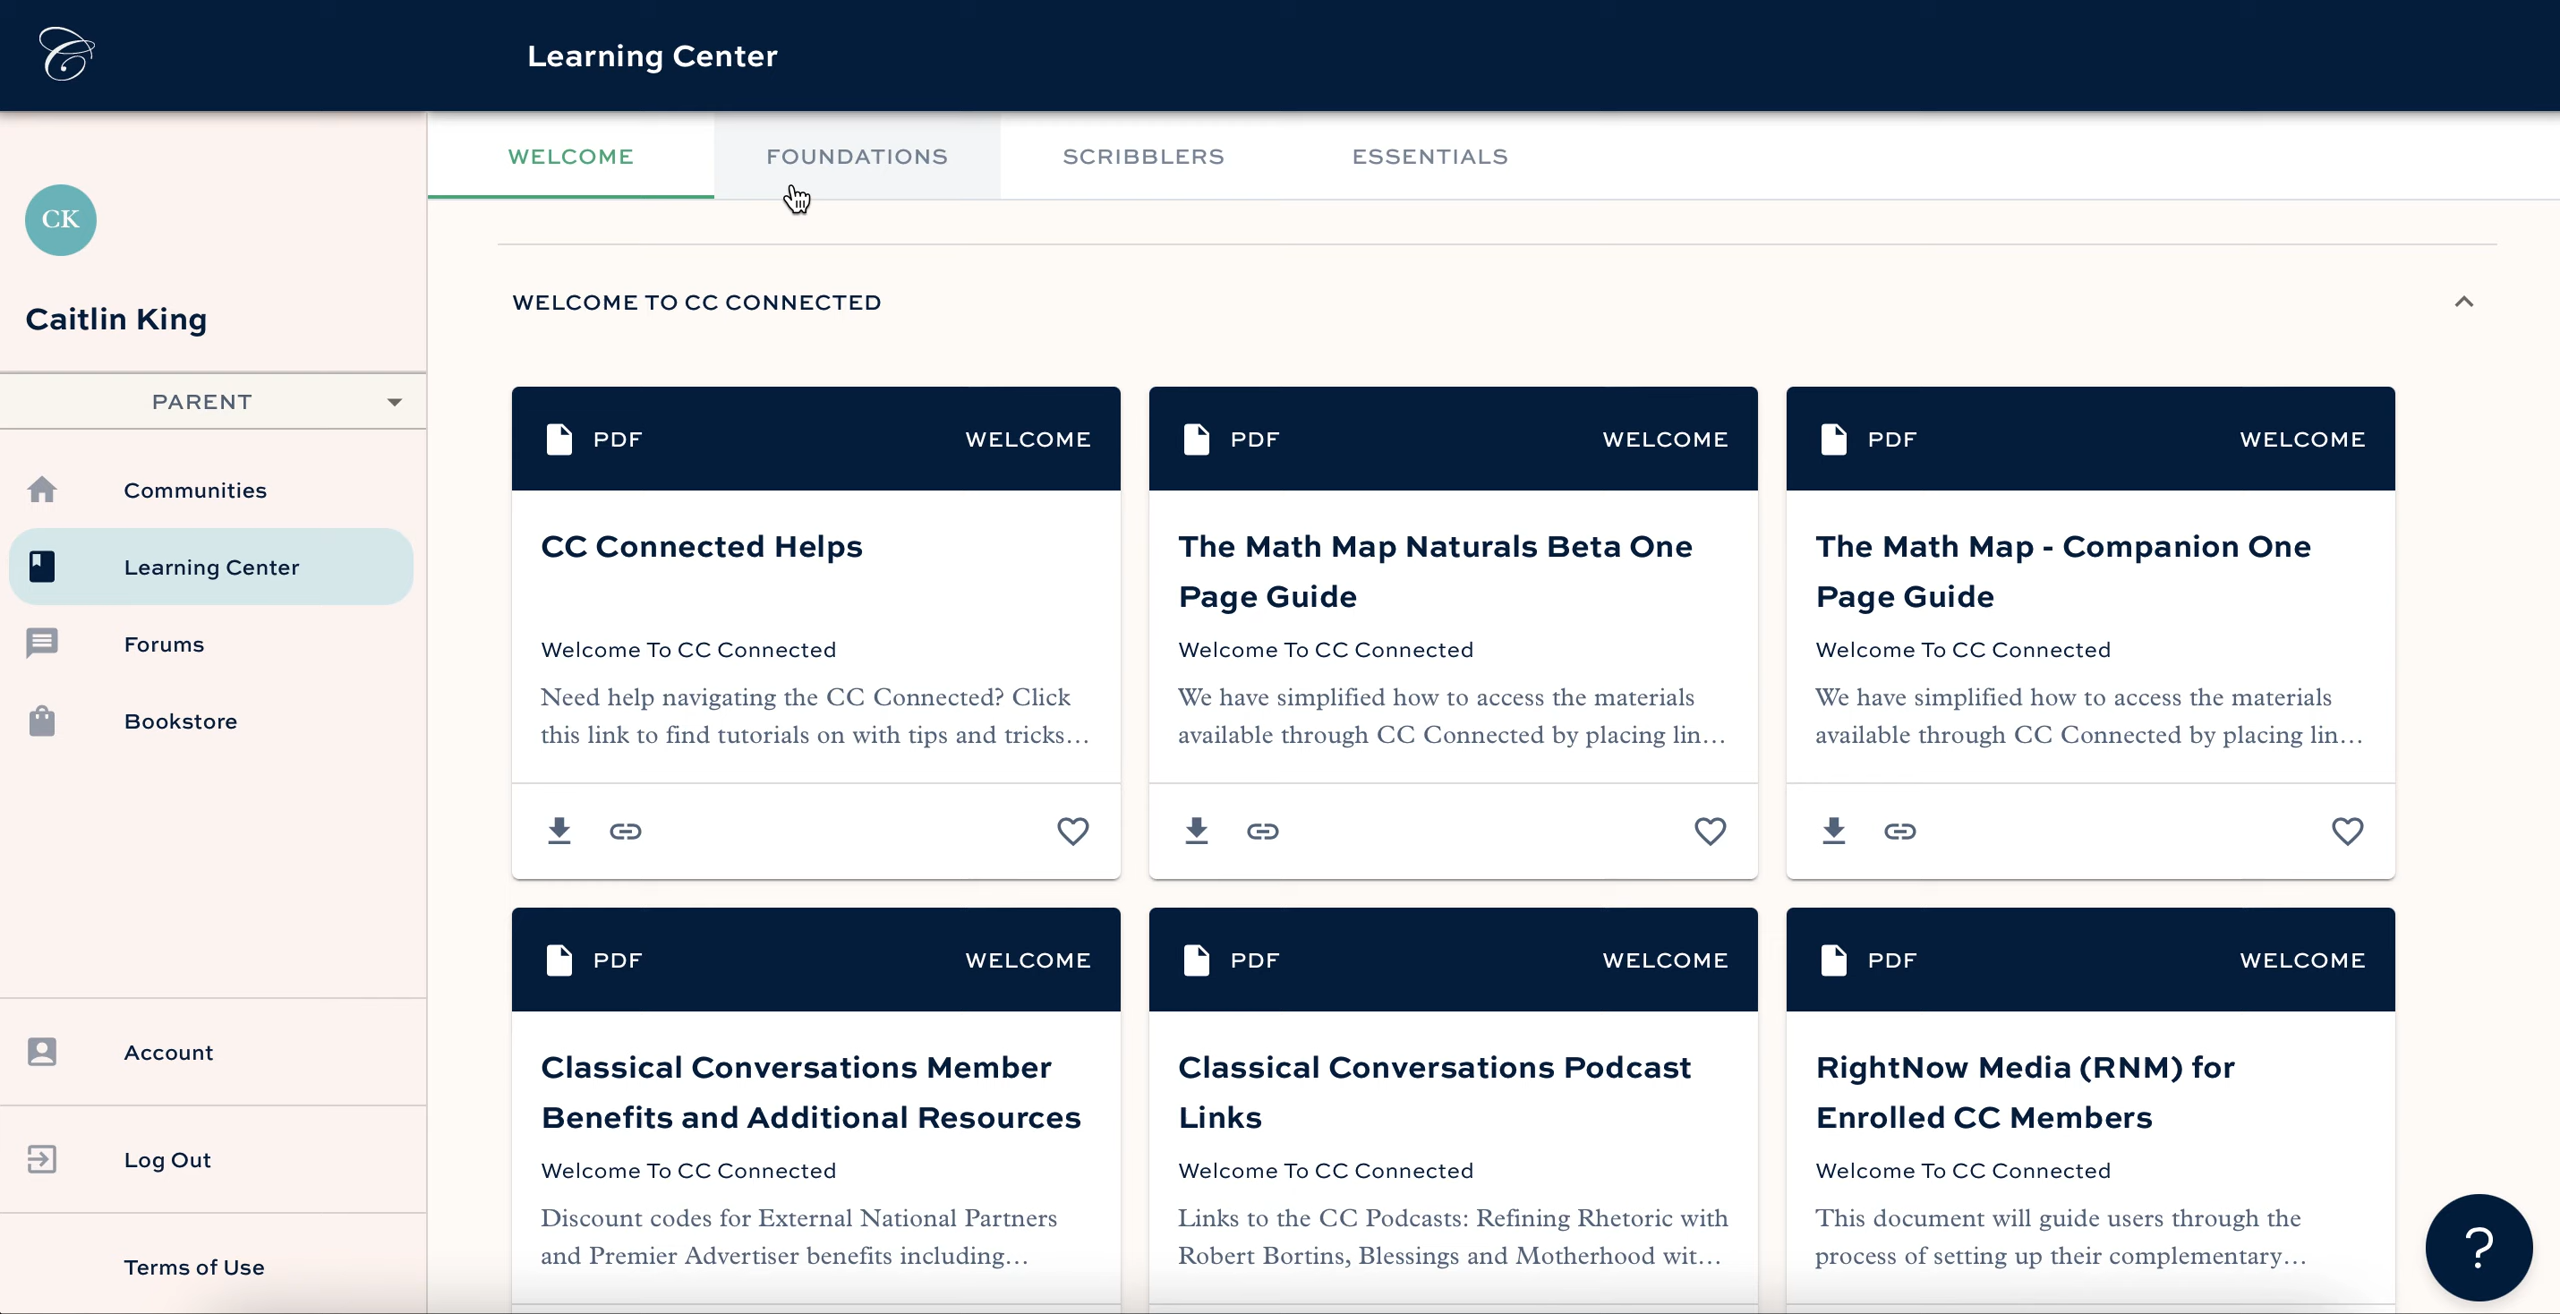 Learning Center
WELCOME
FOUNDATIONS
SCRIBBLERS
ESSENTIALS
CK
Caitlin King
PARENT
Communities
Learning Center
Forums
Bookstore
Account
Log Out
Terms of Use
WELCOME TO CC CONNECTED
PDF WELCOME
CC Connected Helps
Welcome To CC Connected
Need help navigating the CC Connected? Click
this link to find tutorials on with tips and tricks...
PDF WELCOME
The Math Map Naturals Beta One
Page Guide
Welcome To CC Connected
We have simplified how to access the materials
available through CC Connected by placing lin...
PDF WELCOME
The Math Map - Companion One
Page Guide
Welcome To CC Connected
We have simplified how to access the materials
available through CC Connected by placing lin...
PDF WELCOME
Classical Conversations Member
Benefits and Additional Resources
Welcome To CC Connected
Discount codes for External National Partners
and Premier Advertiser benefits including...
PDF WELCOME
Classical Conversations Podcast
Links
Welcome To CC Connected
Links to the CC Podcasts: Refining Rhetoric with
Robert Bortins, Blessings and Motherhood wit...
PDF WELCOME
RightNow Media (RNM) for
Enrolled CC Members
Welcome To CC Connected
This document will guide users through the
process of setting up their complementary...
?